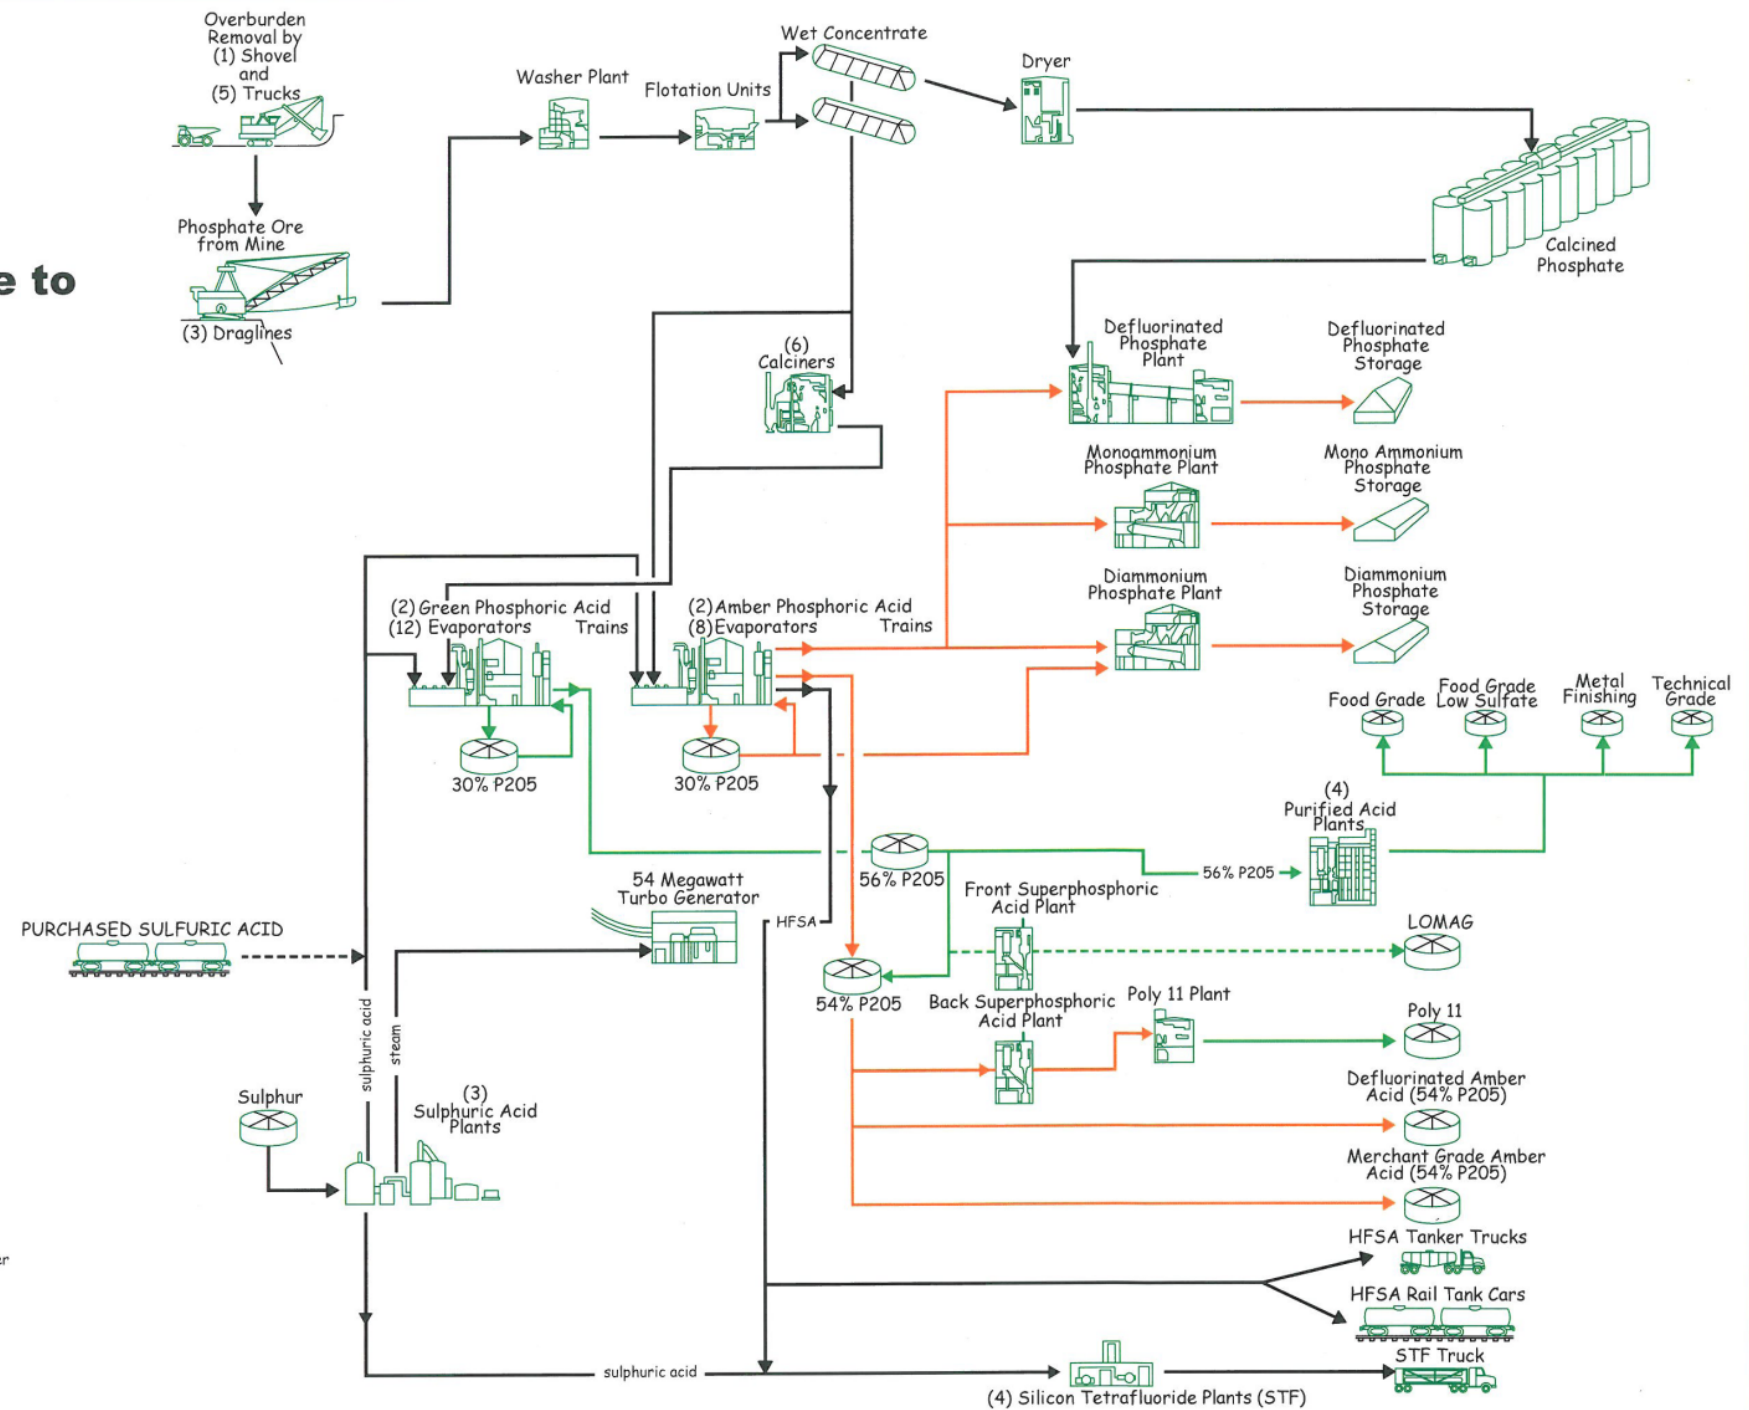 Overburden
Removal by
(1) Shovel
and
(5) Trucks
Washer Plant
Flotation Units
Wet Concentrate
Dryer
Phosphate Ore
from Mine
(3) Draglines
e to
Calcined
Phosphate
(6)
Calciners
Defluorinated
Phosphate
Plant
Defluorinated
Phosphate
Storage
Monoammonium
Phosphate Plant
Mono Ammonium
Phosphate
Storage
Diammonium
Phosphate Plant
Diammonium
Phosphate
Storage
(2) Green Phosphoric Acid
(12) Evaporators Trains
(2) Amber Phosphoric Acid
(8) Evaporators Trains
30% P205
30% P205
Food Grade
Food Grade
Low Sulfate
Metal
Finishing
Technical
Grade
(4)
Purified Acid
Plants
56% P205
56% P205
54 Megawatt
Turbo Generator
HFSA
Front Superphosphoric
Acid Plant
LOMAG
PURCHASED SULFURIC ACID
54% P205
Back Superphosphoric
Acid Plant
Poly 11 Plant
Poly 11
sulphuric acid
steam
Sulphur
(3)
Sulphuric Acid
Plants
Defluorinated Amber
Acid (54% P205)
Merchant Grade Amber
Acid (54% P205)
HFSA Tanker Trucks
er
HFSA Rail Tank Cars
STF Truck
sulphuric acid
(4) Silicon Tetrafluoride Plants (STF)